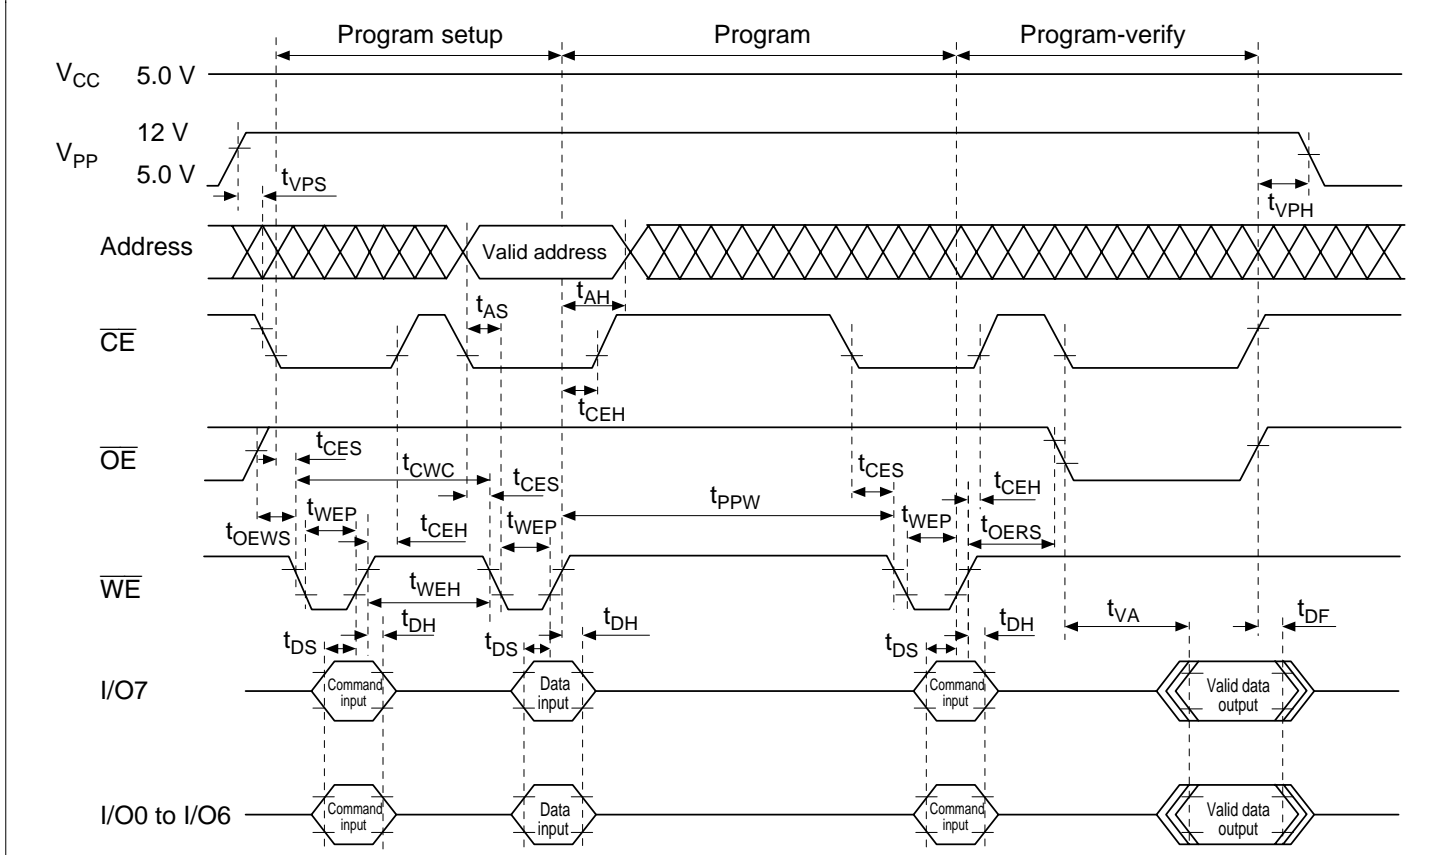 Program setup Program Program-verify
VCC 5.0 V
12 V
VPP
5.0 V
tVPS
tVPH
Address Valid address
tAS tAH
CE
tCEH
OE
tCES tCWC tCES tPPW tCES tCEH
tOEWS tWEP tCEH tWEP tWEP tOERS
WE
tWEH
tDS tDH tDS tDH tDS tDH tVA tDF
I/O7
Command input
Data input
Command input
Valid data output
I/O0 to I/O6
Command input
Data input
Command input
Valid data output